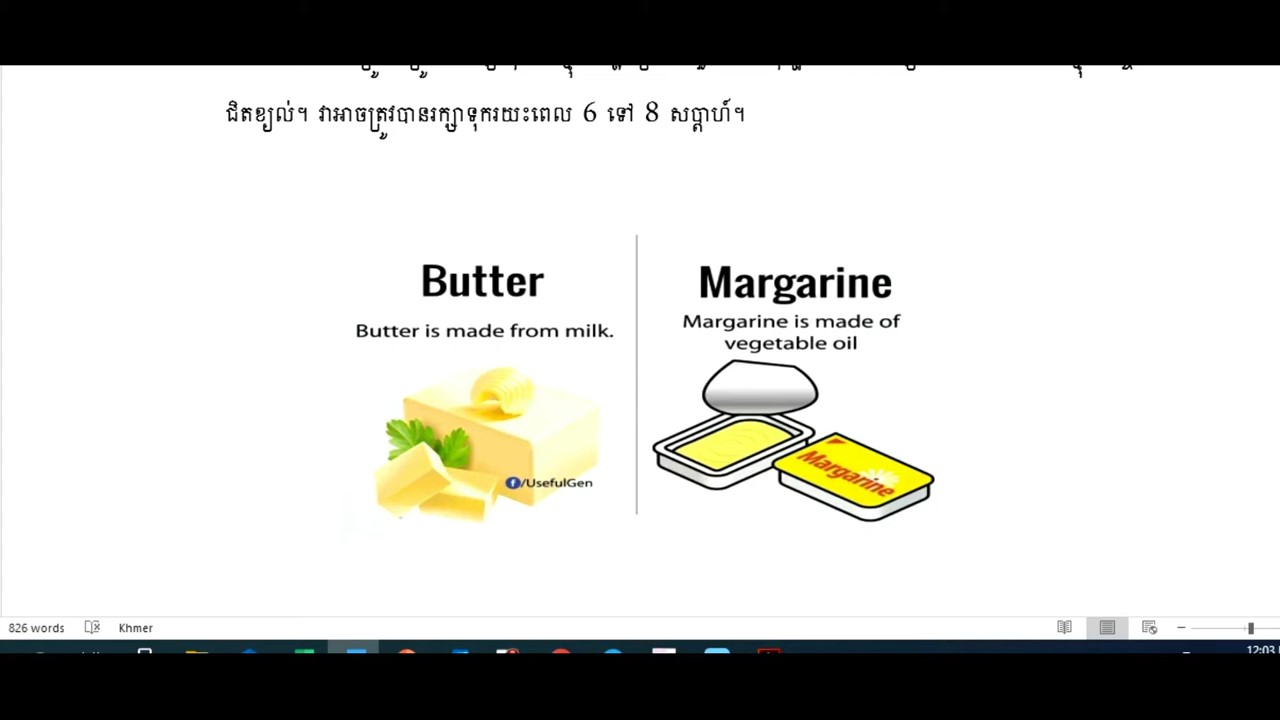 ជិតខ្យល់។ វាអាចត្រូវបានរក្សាទុករយះពេល 6 ទៅ 8 សប្តាហ៍។
Butter
Butter is made from milk.
/UsefulGen
Margarine
Margarine is made of
vegetable oil
Margarine
826 words
Khmer
12:03